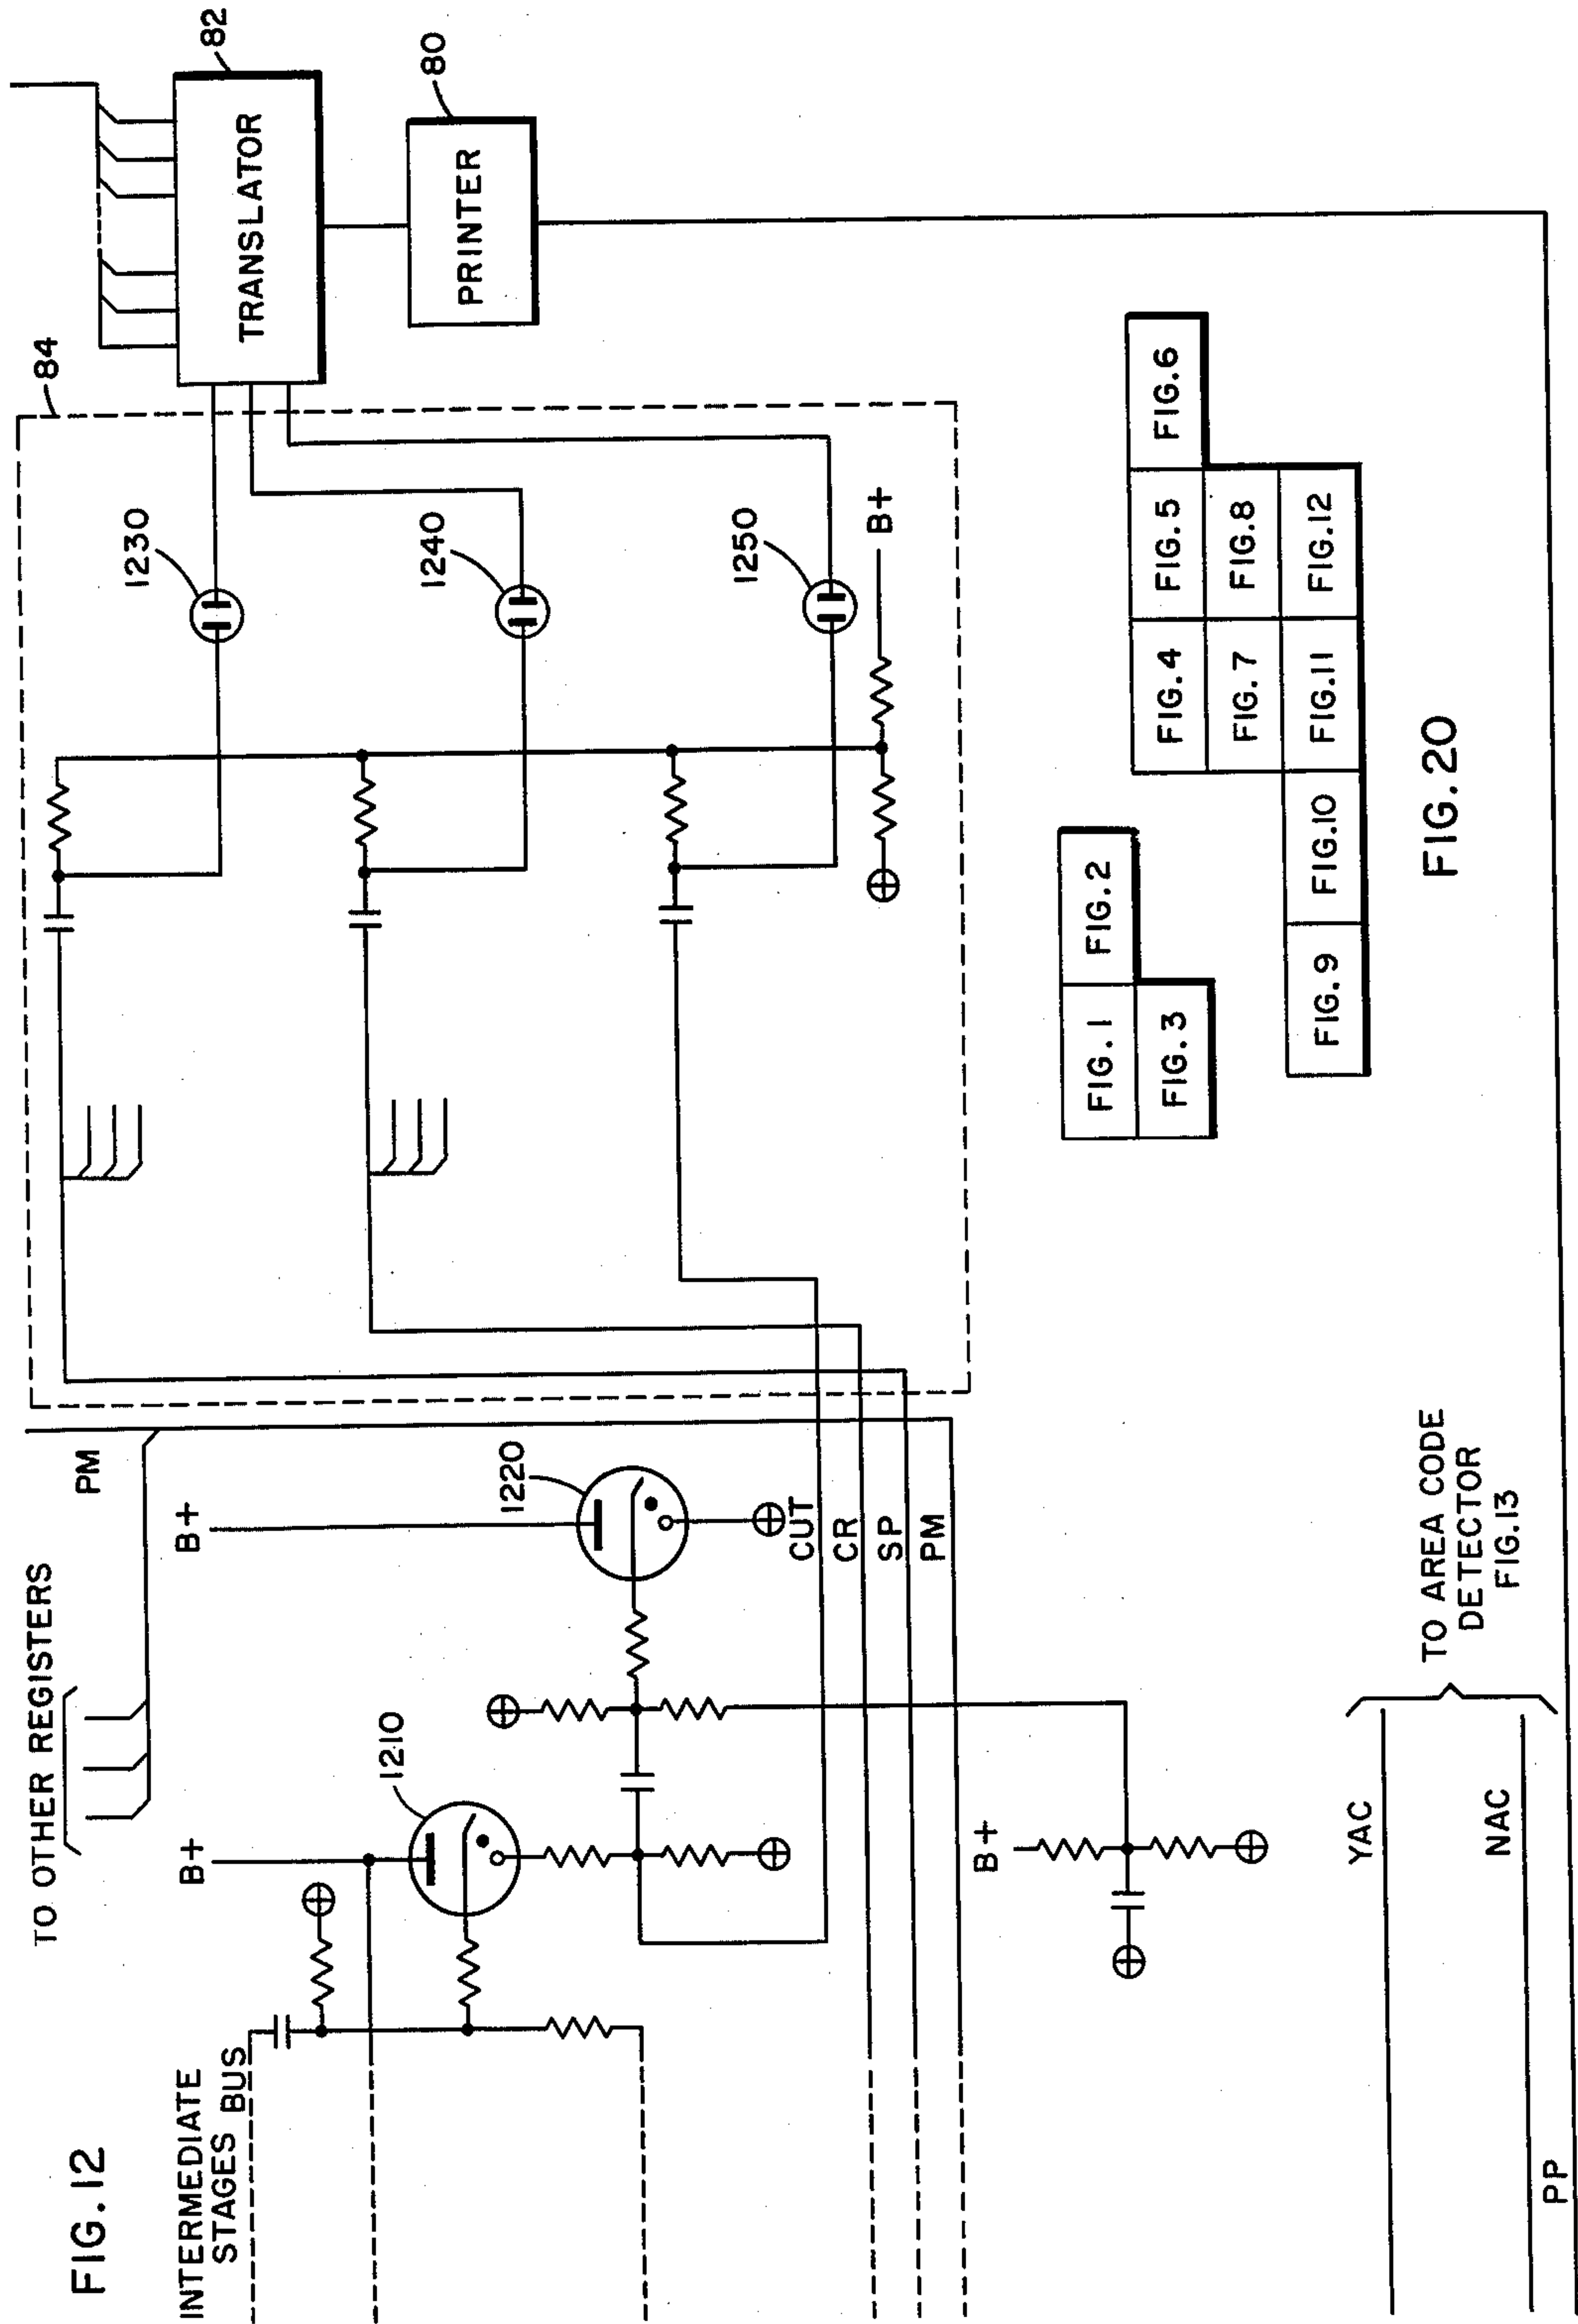 FIG.12
TO OTHER REGISTERS
PM
INTERMEDIATE
STAGES BUS
B+
B+
1210
1220
CUT
CR
SP
PM
B+
84
1230
1240
1250
B+
TRANSLATOR
82
PRINTER
80
YAC
NAC
PP
TO AREA CODE
DETECTOR
FIG.13
FIG.1
FIG.2
FIG.3
FIG.4
FIG.5
FIG.6
FIG.7
FIG.8
FIG.9
FIG.10
FIG.11
FIG.12
FIG.20